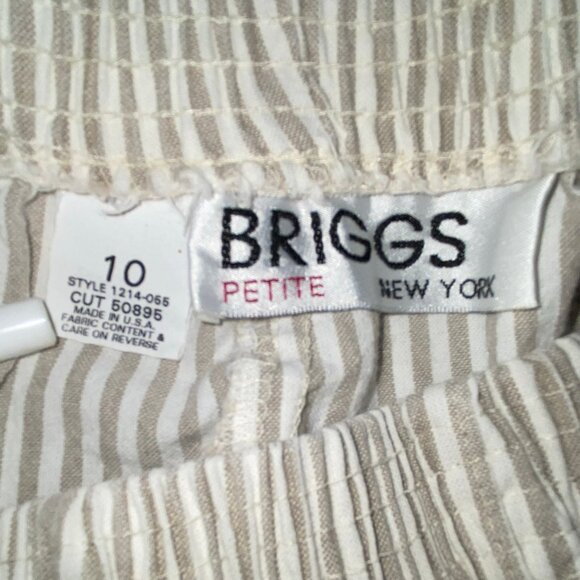 10
STYLE 1214-055
CUT 50895
MADE IN U.S.A.
FABRIC CONTENT &
CARE ON REVERSE
BRIGGS
PETITE NEW YORK